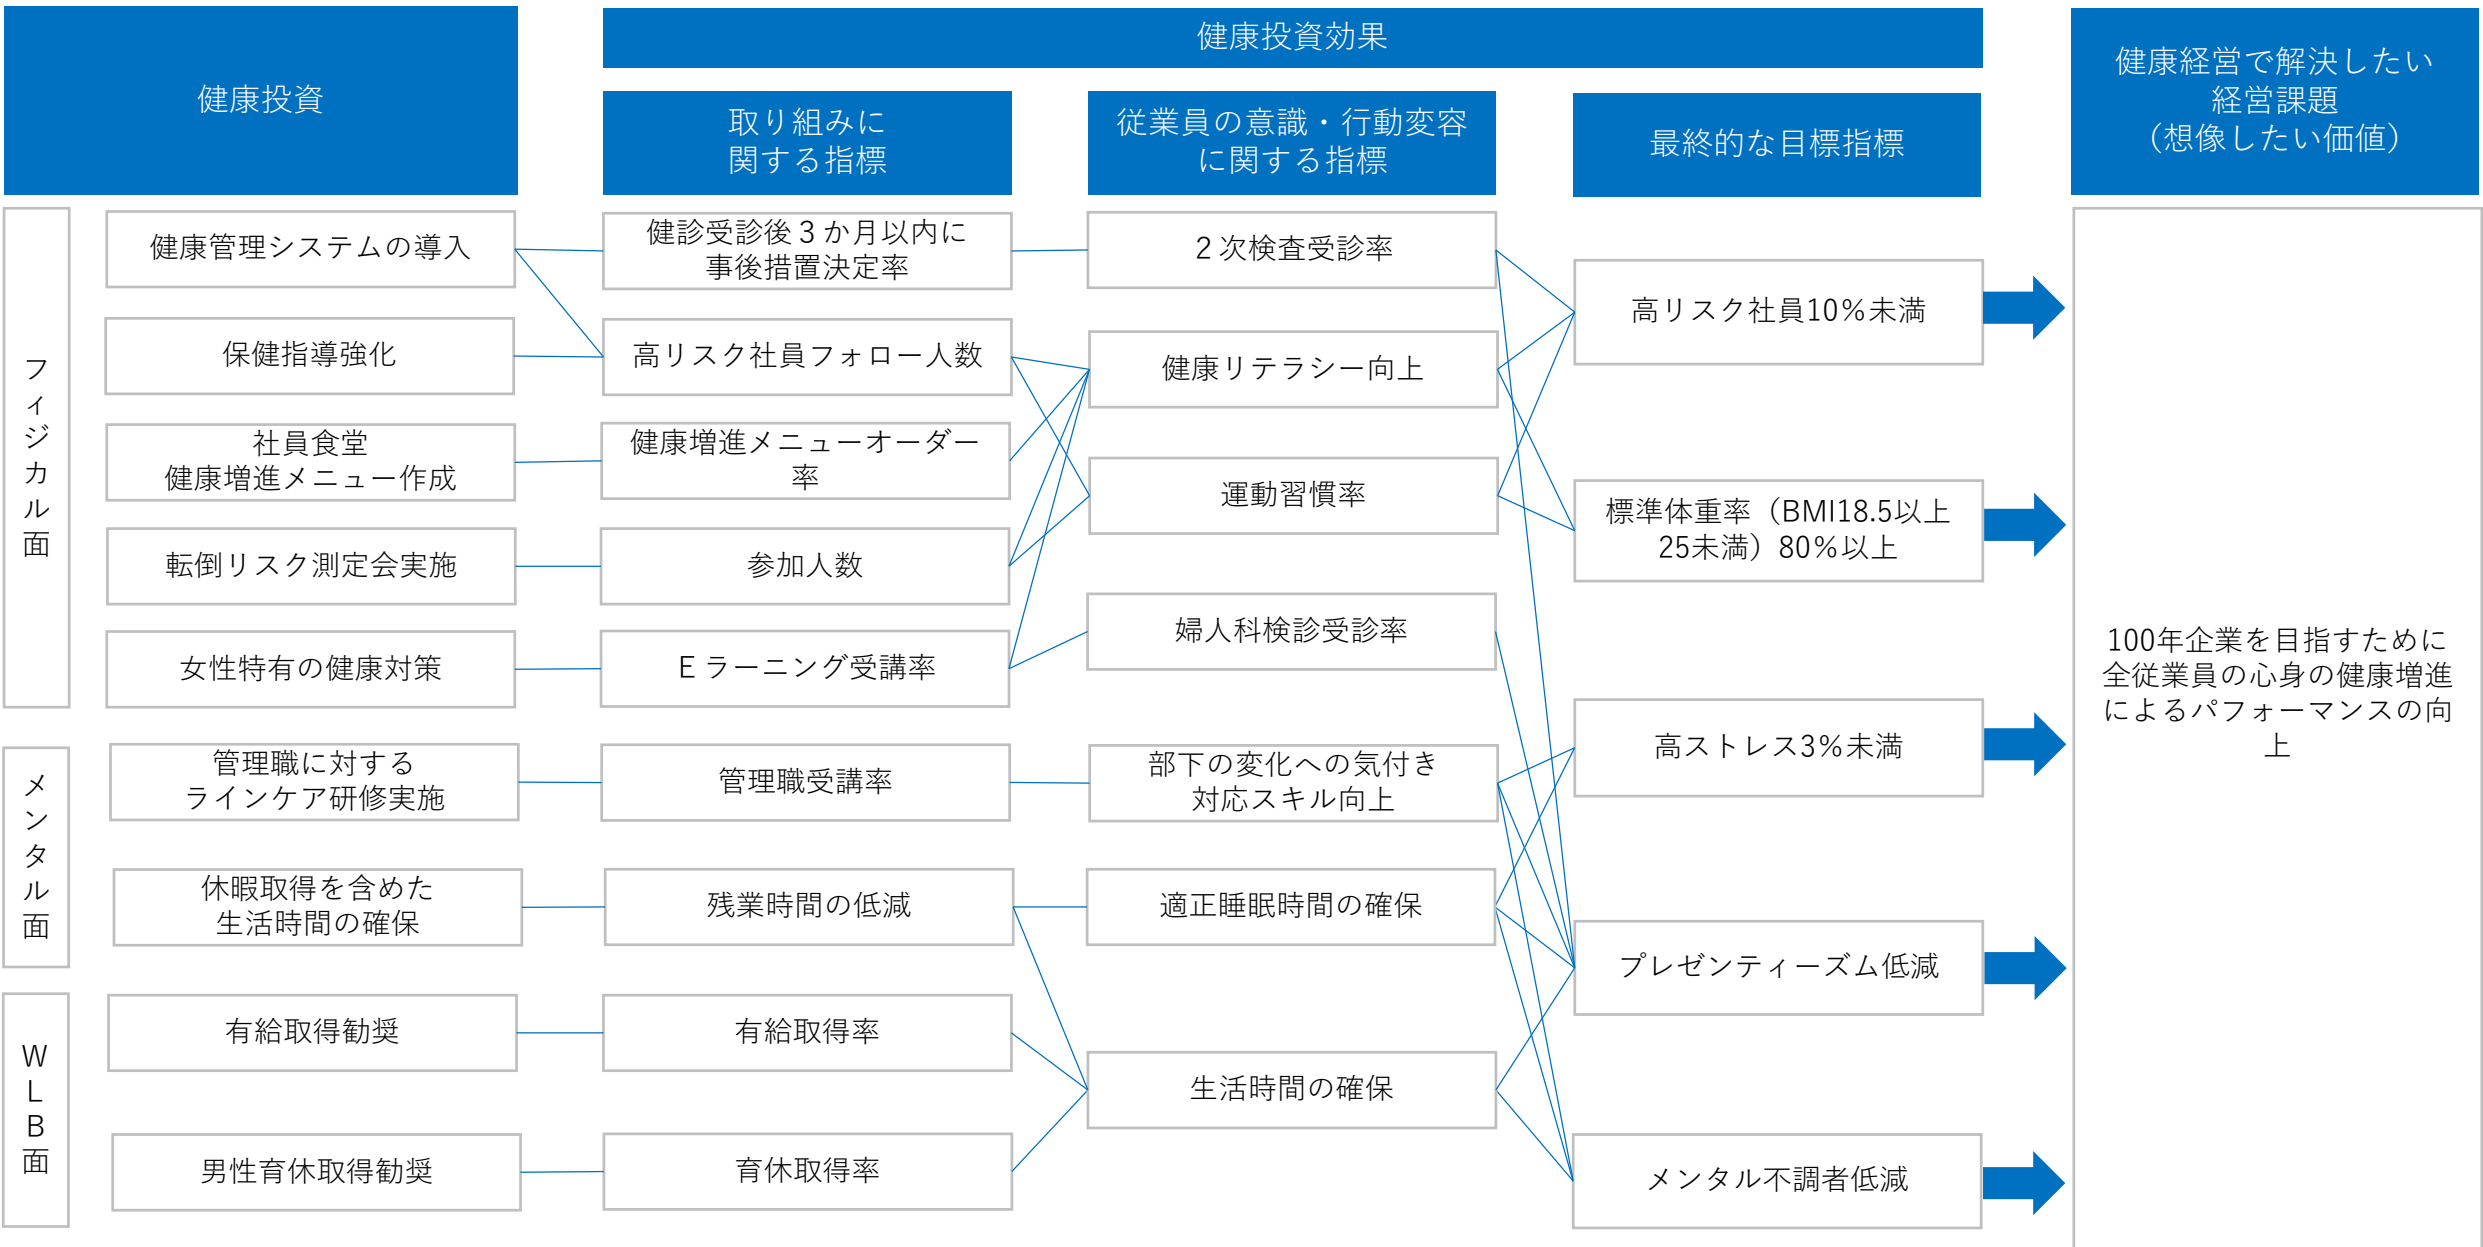 健康投資
健康投資効果
取り組みに
関する指標
従業員の意識・行動変容
に関する指標
最終的な目標指標
健康経営で解決したい
経営課題
（想像したい価値）
フィジカル面
健康管理システムの導入
保健指導強化
社員食堂
健康増進メニュー作成
転倒リスク測定会実施
女性特有の健康対策
メンタル面
管理職に対する
ラインケア研修実施
休暇取得を含めた
生活時間の確保
WLB面
有給取得勧奨
男性育休取得勧奨
健診受診後３か月以内に
事後措置決定率
高リスク社員フォロー人数
健康増進メニューオーダー
率
参加人数
Ｅラーニング受講率
管理職受講率
残業時間の低減
有給取得率
育休取得率
２次検査受診率
健康リテラシー向上
運動習慣率
婦人科検診受診率
部下の変化への気付き
対応スキル向上
適正睡眠時間の確保
生活時間の確保
高リスク社員10％未満
標準体重率（BMI18.5以上
25未満）80％以上
高ストレス3％未満
プレゼンティーズム低減
メンタル不調者低減
100年企業を目指すために
全従業員の心身の健康増進
によるパフォーマンスの向
上